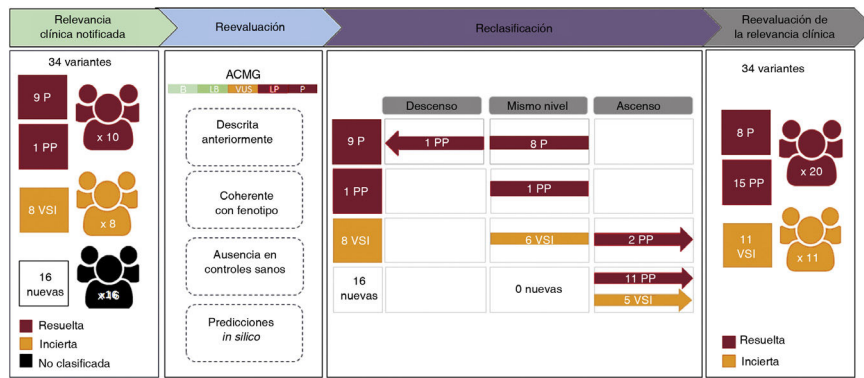 Relevancia
clínica notificada
Reevaluación
Reclasificación
Reevaluación de
la relevancia clínica
34 variantes
9 P
1 PP
x 10
8 VSI
x 8
16
nuevas
x16
Resuelta
Incierta
No clasificada
ACMG
B LB VUS LP P
Descrita
anteriormente
Coherente
con fenotipo
Ausencia en
controles sanos
Predicciones
in silico
Descenso Mismo nivel Ascenso
9 P 1 PP 8 P
1 PP 1 PP
8 VSI 6 VSI 2 PP
16
nuevas
0 nuevas
11 PP
5 VSI
34 variantes
8 P
15 PP
x 20
11
VSI
x 11
Resuelta
Incierta